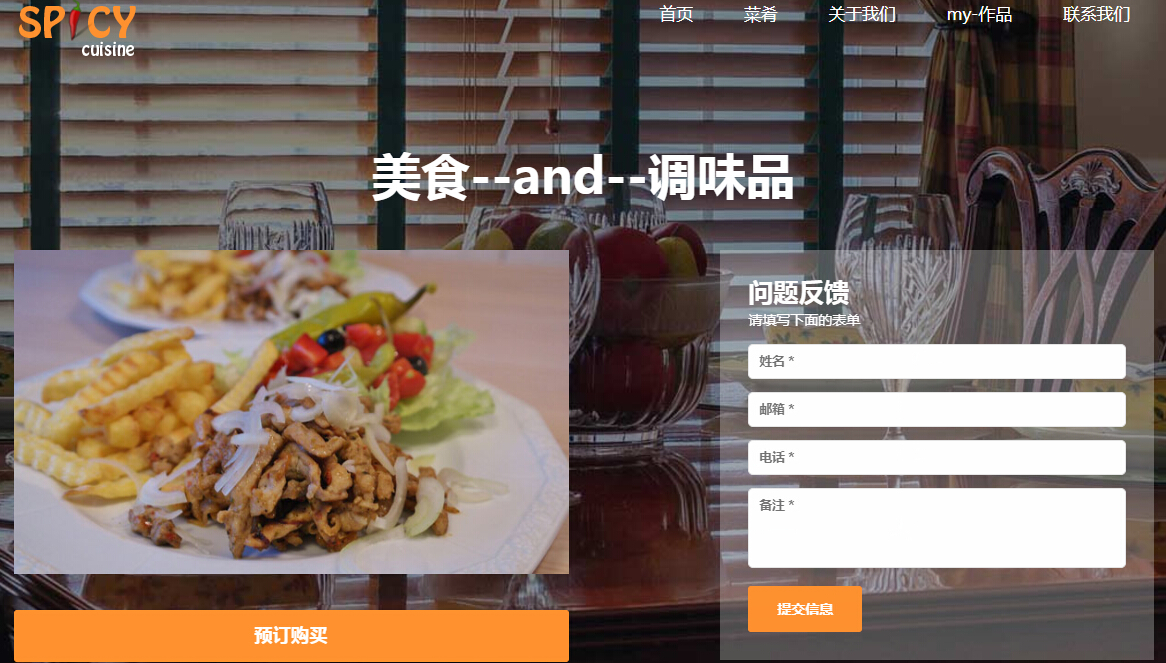 SPICY
cuisine
首页 菜肴 关于我们 my-作品 联系我们
美食--and--调味品
问题反馈
请填写下面的表单
姓名 *
邮箱 *
电话 *
备注 *
提交信息
预订购买